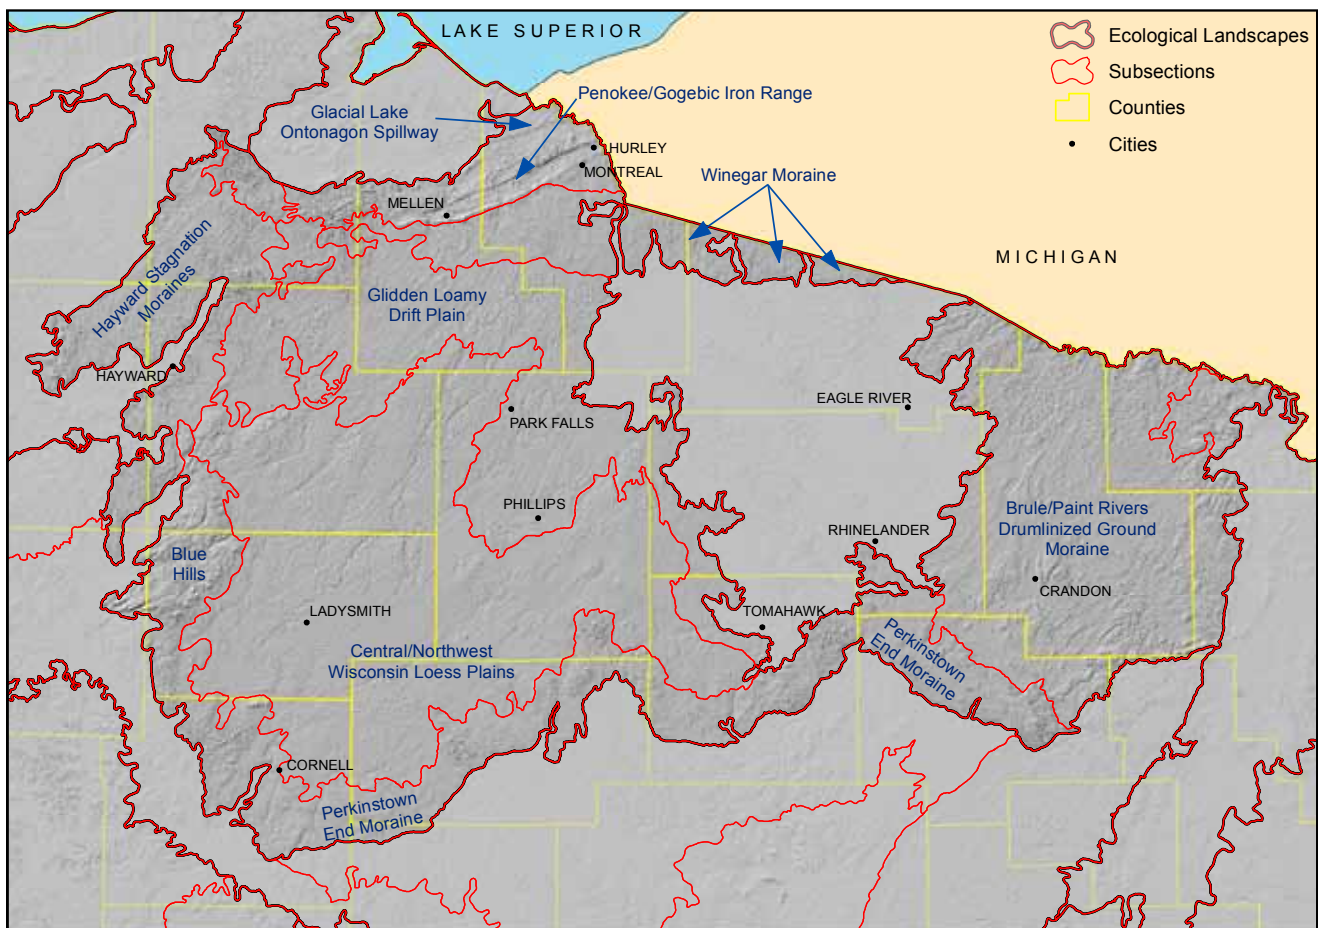 LAKE SUPERIOR
Ecological Landscapes
Subsections
Counties
Cities
Penokee/Gogebic Iron Range
Glacial Lake
Ontonagon Spillway
HURLEY
MONTREAL
Winegar Moraine
MELLEN
MICHIGAN
Hayward Stagnation
Moraines
Glidden Loamy
Drift Plain
HAYWARD
EAGLE RIVER
PARK FALLS
PHILLIPS
RHINELANDER
Brule/Paint Rivers
Drumlinized Ground
Moraine
Blue
Hills
CRANDON
LADYSMITH
TOMAHAWK
Central/Northwest
Wisconsin Loess Plains
Perkinstown
End Moraine
CORNELL
Perkinstown
End Moraine